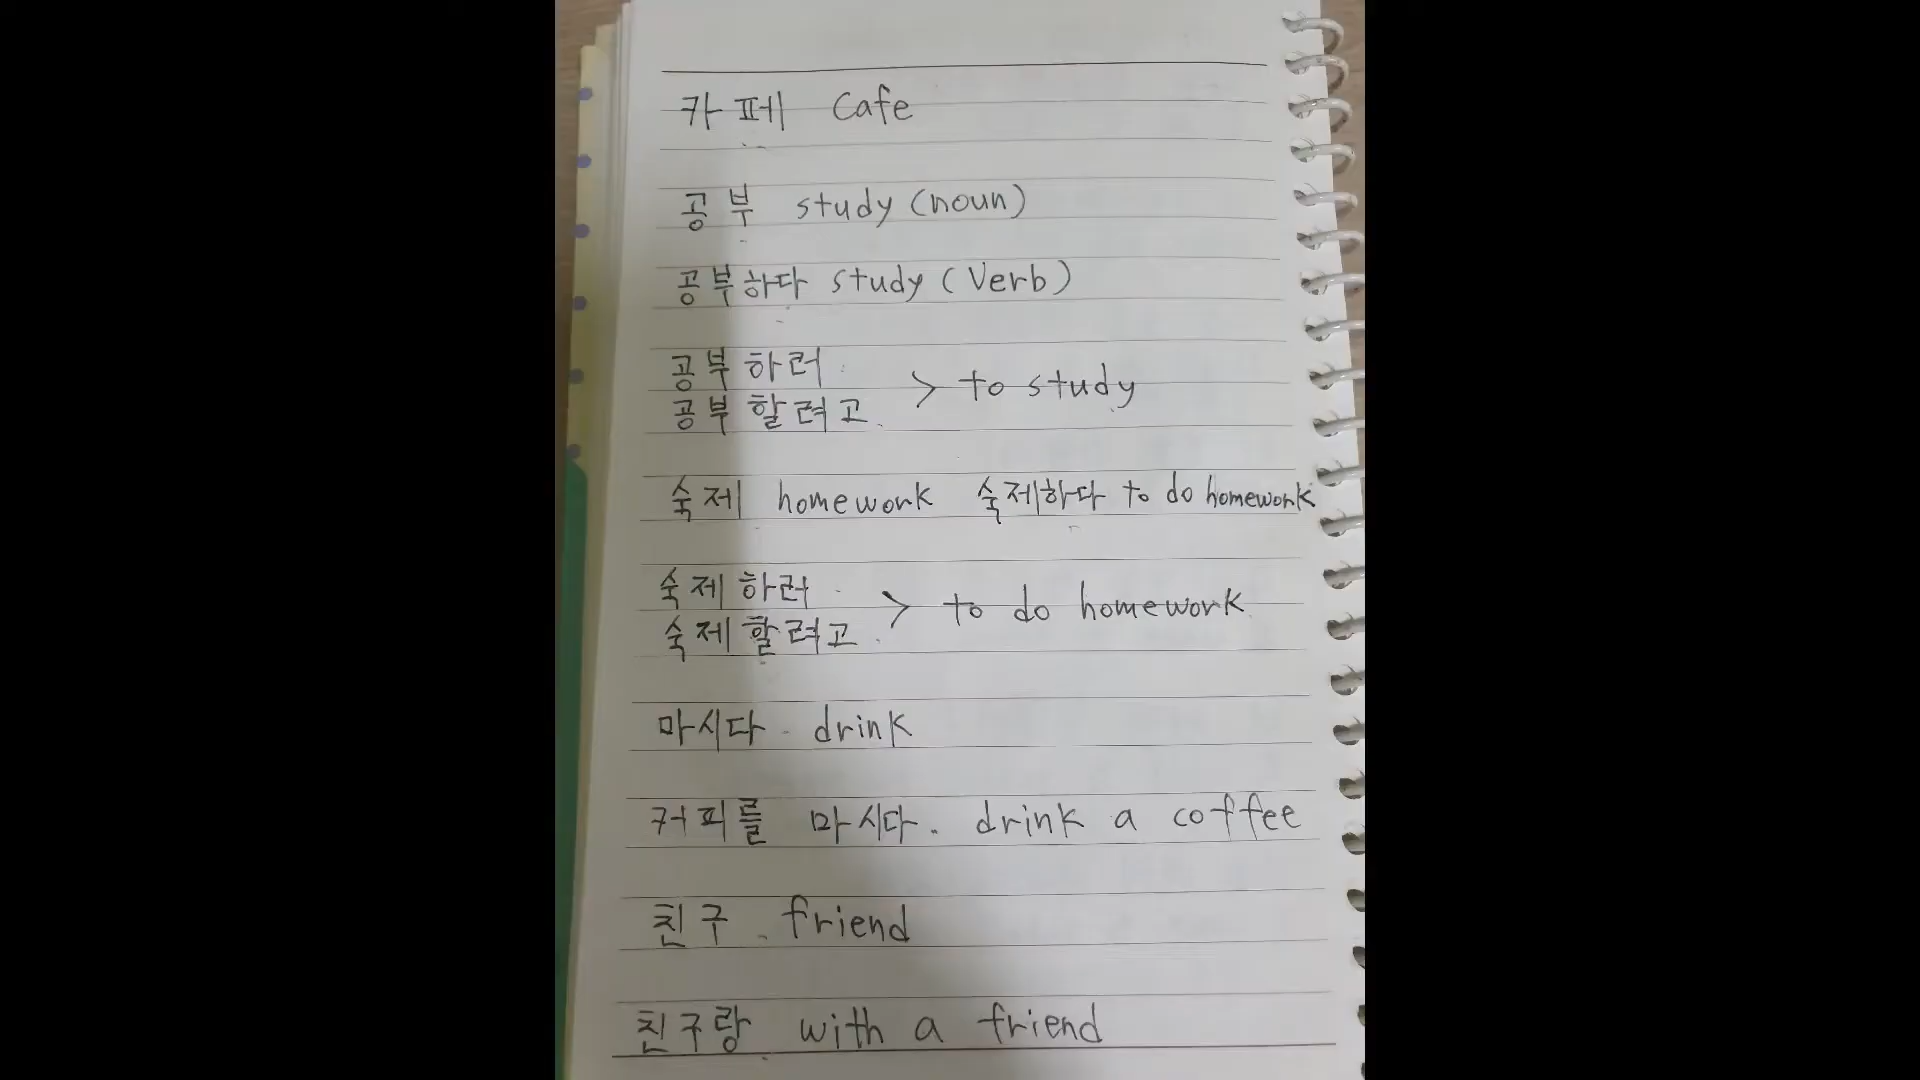 카페 Cafe
공부 study (noun)
공부하다 study (Verb)
공부하러
공부할려고 > to study
숙제 homework 숙제하다 to do homework
숙제하러
숙제할려고 > to do homework
마시다 drink
커피를 마시다. drink a coffee
친구 friend
친구랑 with a friend